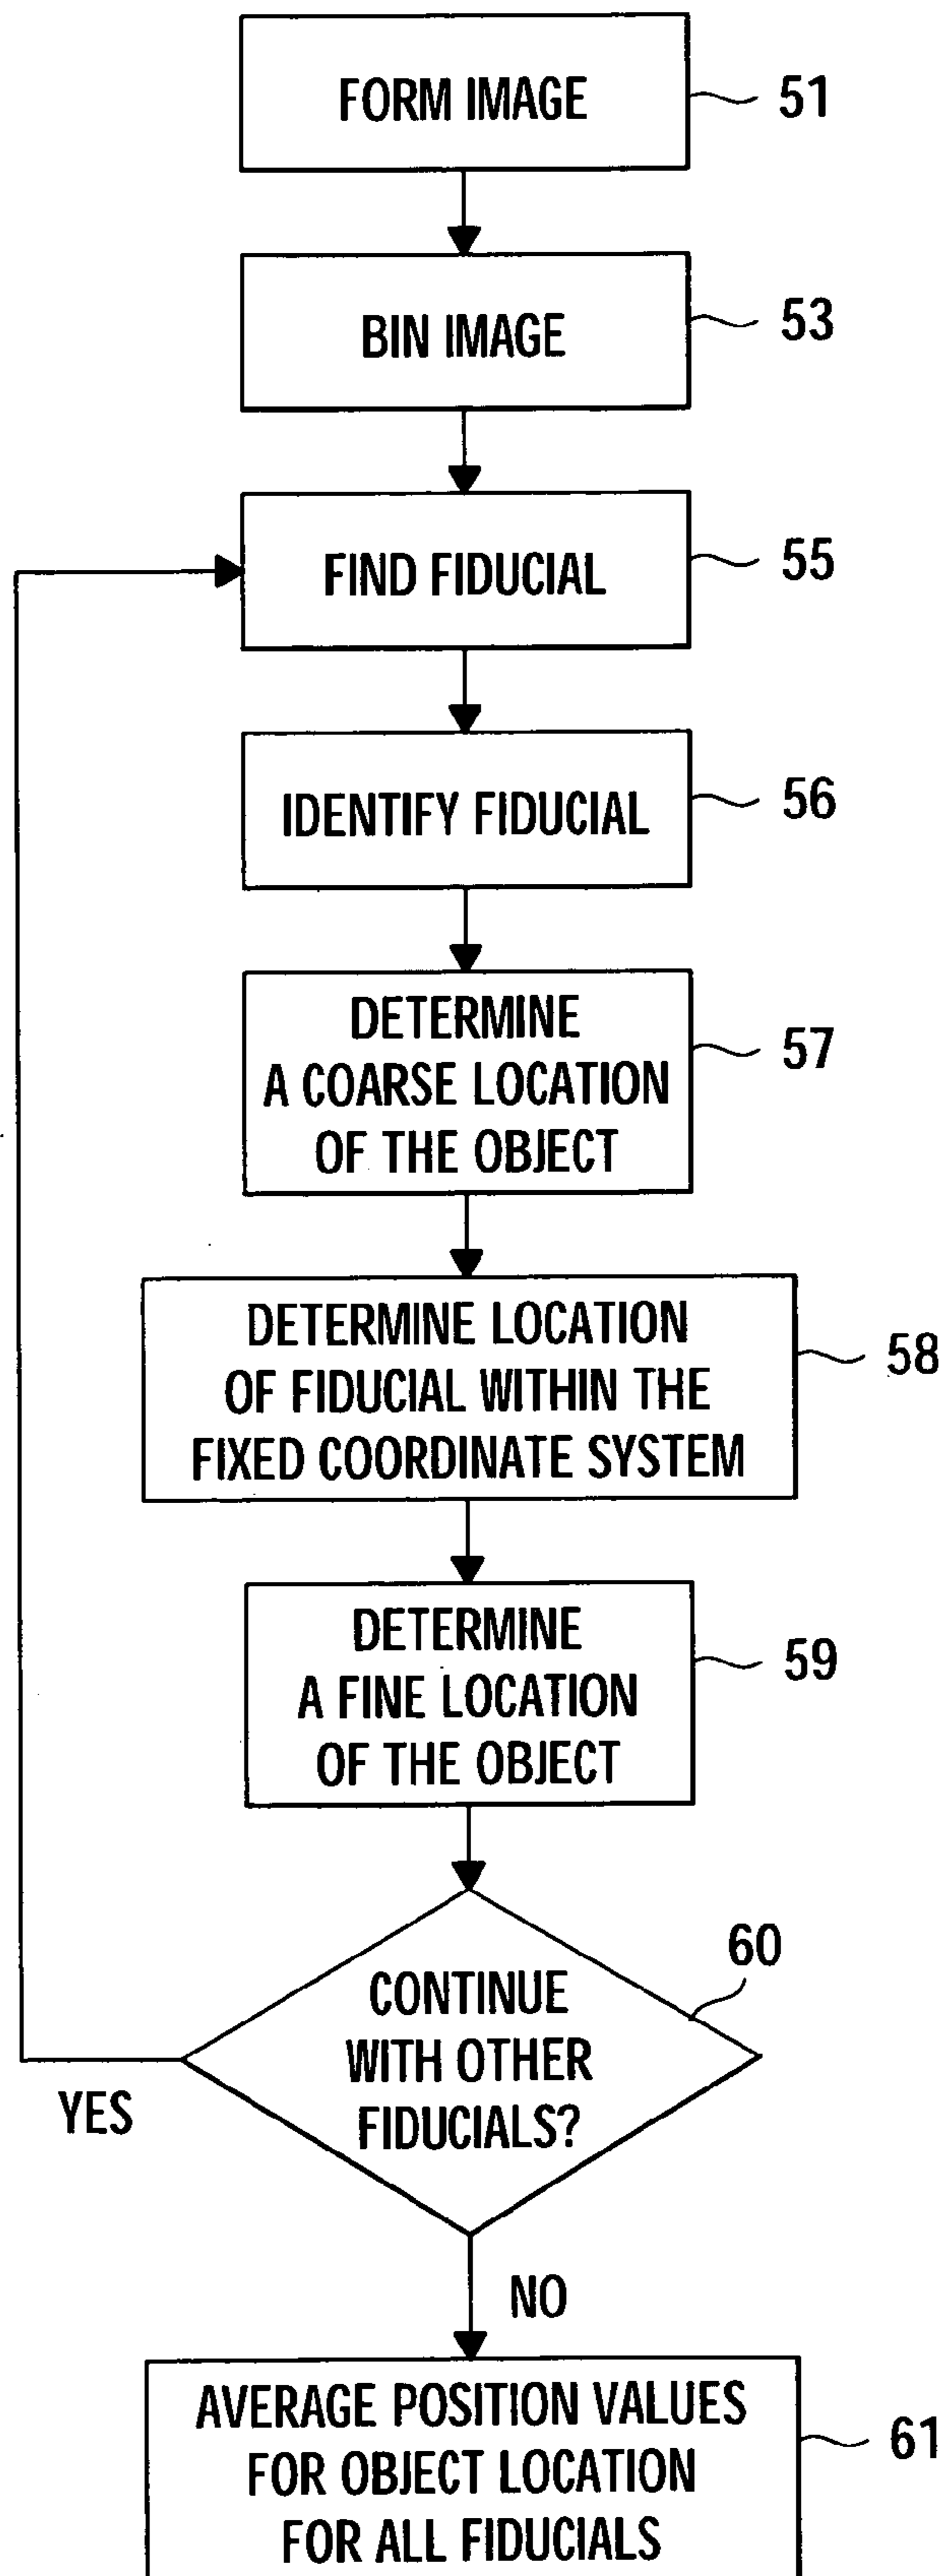 FORM IMAGE
51
BIN IMAGE
53
FIND FIDUCIAL
55
IDENTIFY FIDUCIAL
56
DETERMINE
A COARSE LOCATION
OF THE OBJECT
57
DETERMINE LOCATION
OF FIDUCIAL WITHIN THE
FIXED COORDINATE SYSTEM
58
DETERMINE
A FINE LOCATION
OF THE OBJECT
59
CONTINUE
WITH OTHER
FIDUCIALS?
60
YES
NO
AVERAGE POSITION VALUES
FOR OBJECT LOCATION
FOR ALL FIDUCIALS
61